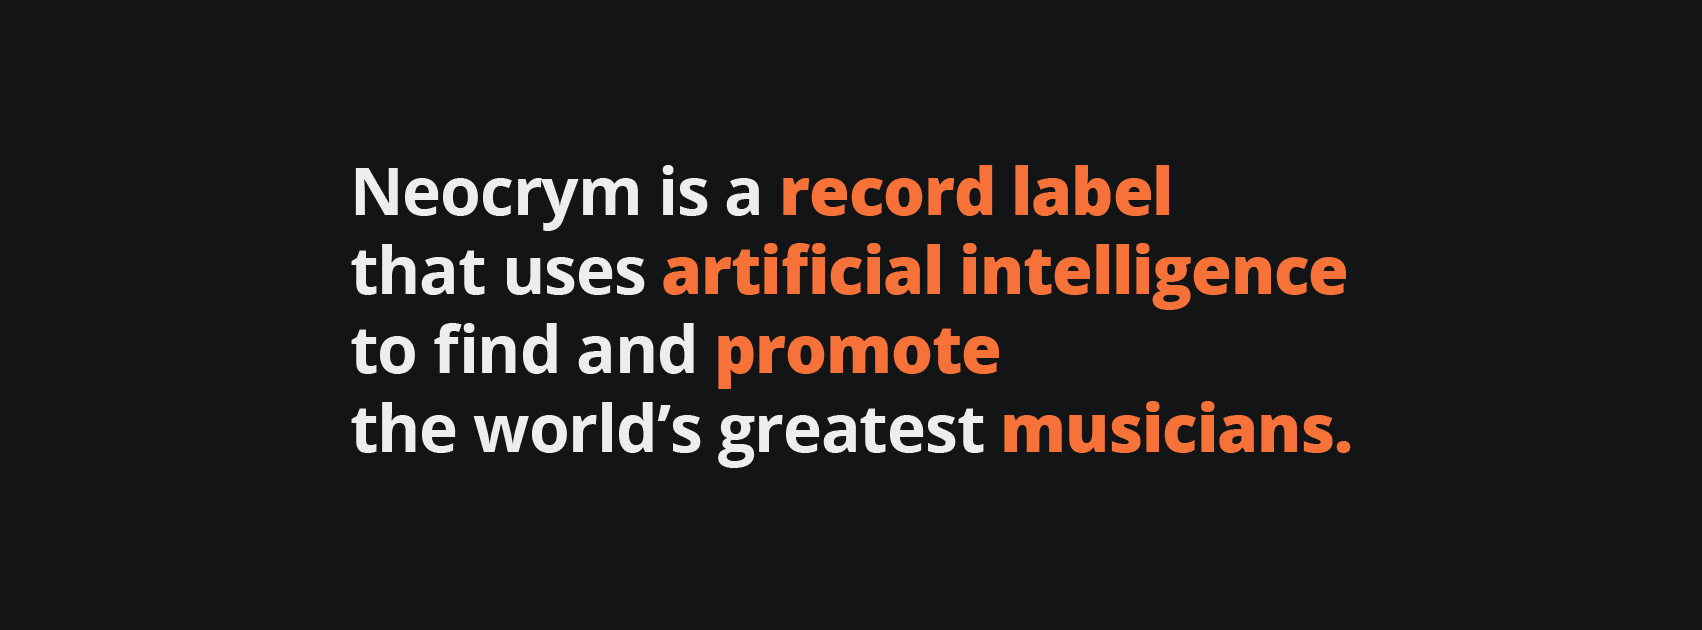 Neocrym is a record label
that uses artificial intelligence
to find and promote
the world’s greatest musicians.